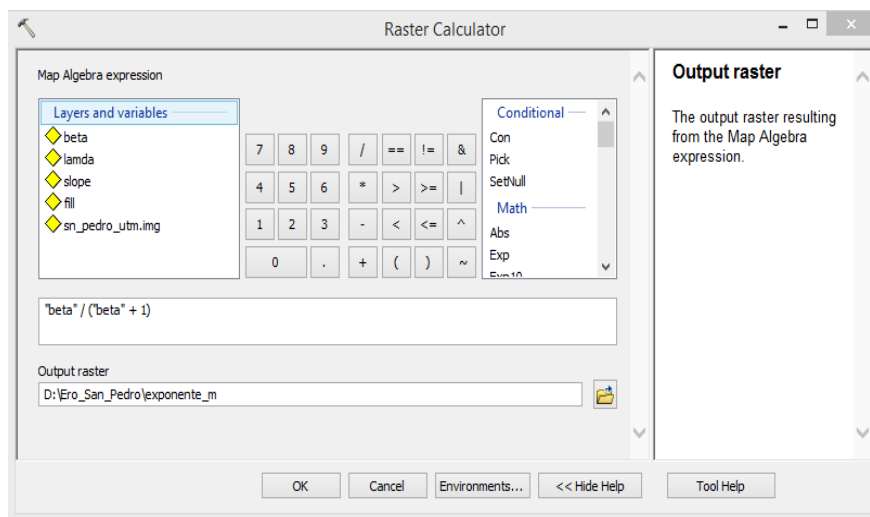 Raster Calculator
Map Algebra expression
Layers and variables
beta
lamda
slope
fill
sn_pedro_utm.img
7 8 9 / == != &
4 5 6 * > >= |
1 2 3 - < <= ^
0 . + ( ) ~
Conditional
Con
Pick
SetNull
Math
Abs
Exp
Exp10
"beta" / ("beta" + 1)
Output raster
D:\Ero_San_Pedro\exponente_m
OK
Cancel
Environments...
<< Hide Help
Tool Help
Output raster
The output raster resulting
from the Map Algebra
expression.